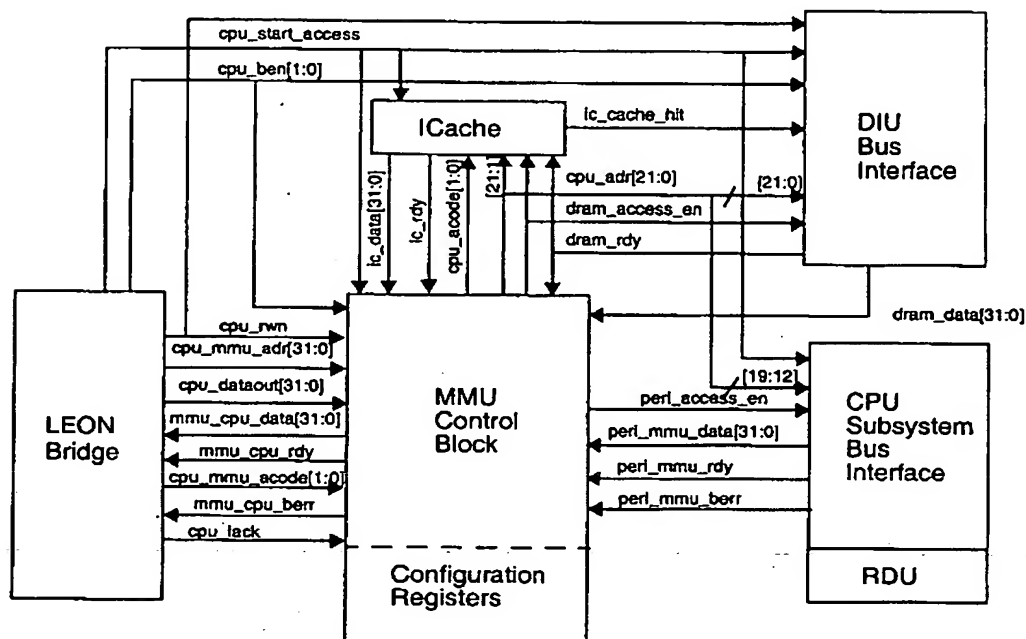 cpu_start_access
cpu_ben[1:0]
ICache
ic_cache_hit
DIU
Bus
Interface
cpu_adr[21:0]
[21:0]
dram_access_en
dram_rdy
ic_data[31:0]
ic_rdy
cpu_acode[1:0]
dram_data[31:0]
LEON
Bridge
cpu_rwn
cpu_mmu_adr[31:0]
cpu_dataout[31:0]
mmu_cpu_data[31:0]
mmu_cpu_rdy
cpu_mmu_acode[1:0]
mmu_cpu_berr
cpu_iack
MMU
Control
Block
Configuration
Registers
[19:12]
peri_access_en
peri_mmu_data[31:0]
peri_mmu_rdy
peri_mmu_berr
CPU
Subsystem
Bus
Interface
RDU